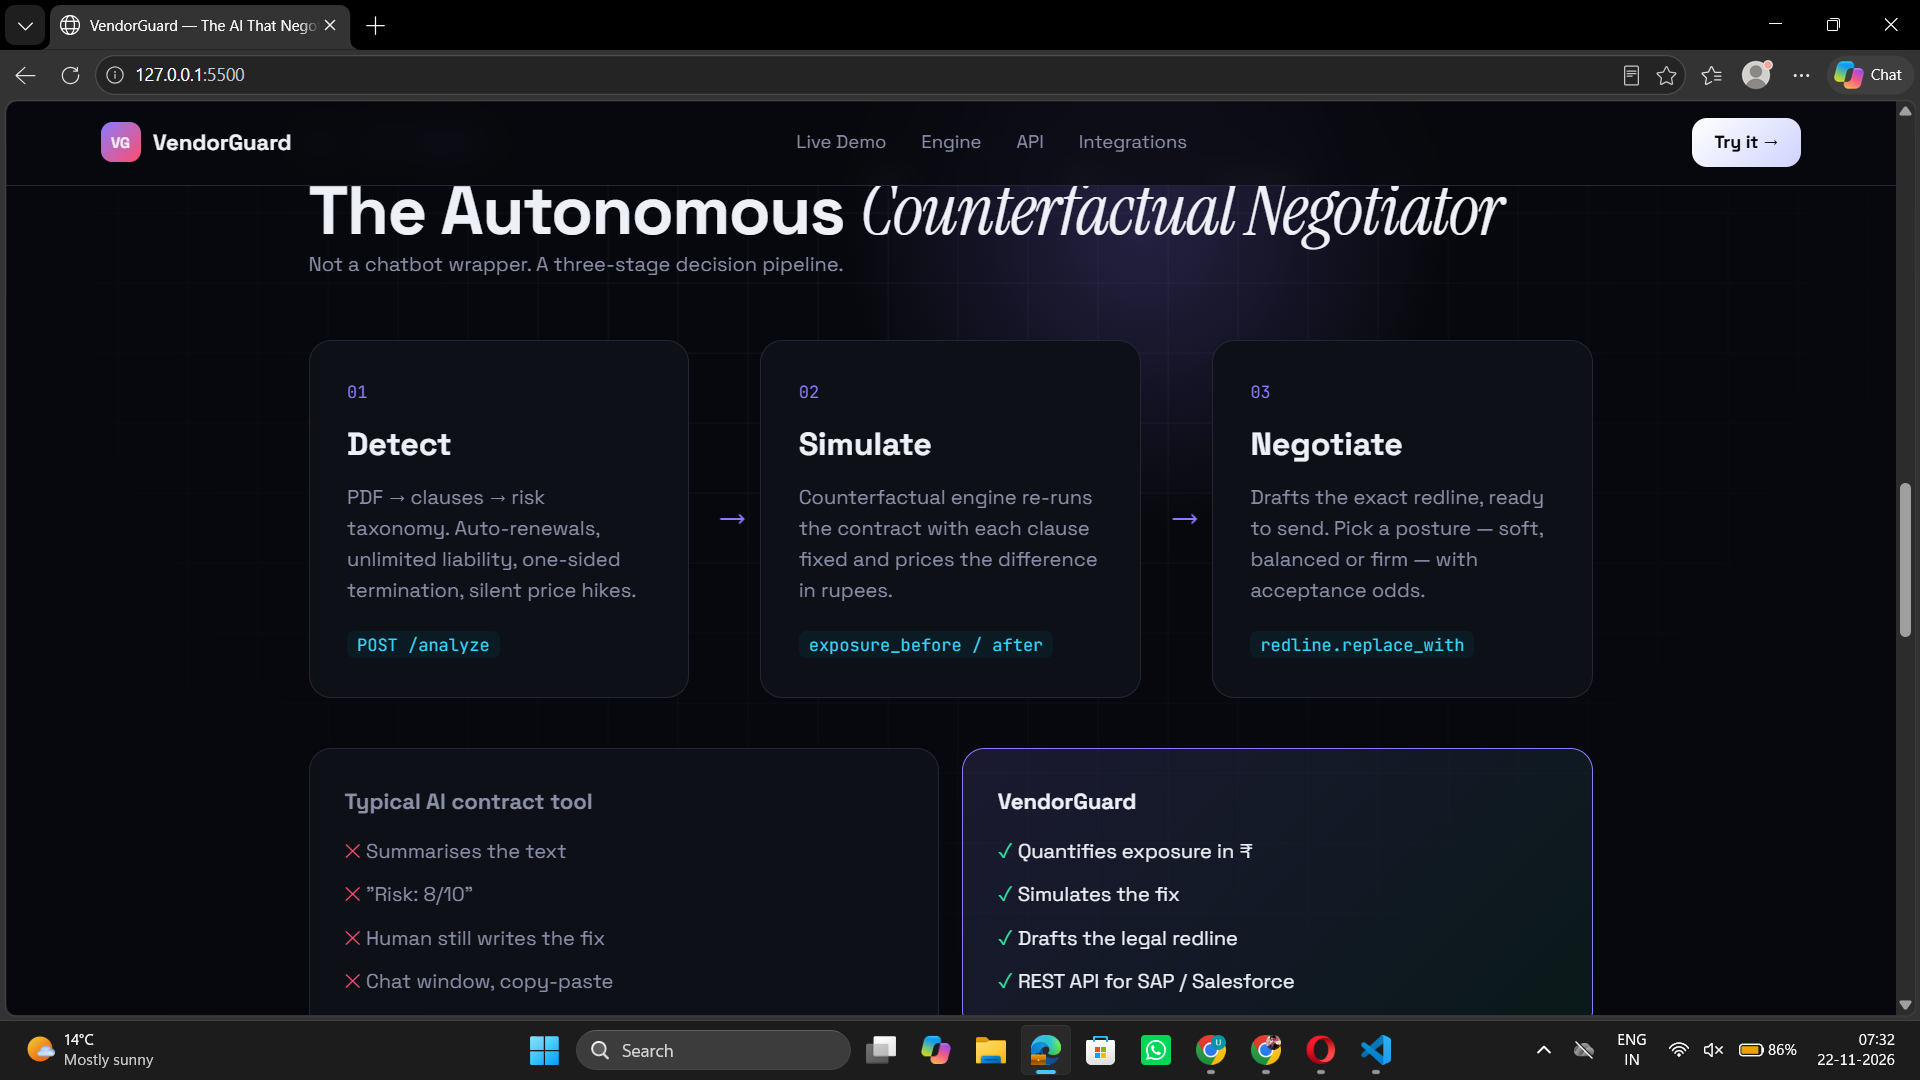 VendorGuard — The AI That Nego
127.0.0.1:5500
Chat
VG VendorGuard
Live Demo Engine API Integrations
Try it →
The Autonomous Counterfactual Negotiator
Not a chatbot wrapper. A three-stage decision pipeline.
01
Detect
PDF → clauses → risk
taxonomy. Auto-renewals,
unlimited liability, one-sided
termination, silent price hikes.
POST /analyze
→
02
Simulate
Counterfactual engine re-runs
the contract with each clause
fixed and prices the difference
in rupees.
exposure_before / after
→
03
Negotiate
Drafts the exact redline, ready
to send. Pick a posture — soft,
balanced or firm — with
acceptance odds.
redline.replace_with
Typical AI contract tool
✕ Summarises the text
✕ ”Risk: 8/10”
✕ Human still writes the fix
✕ Chat window, copy-paste
VendorGuard
✓ Quantifies exposure in ₹
✓ Simulates the fix
✓ Drafts the legal redline
✓ REST API for SAP / Salesforce
14°C
Mostly sunny
Search
ENG
IN
86%
07:32
22-11-2026